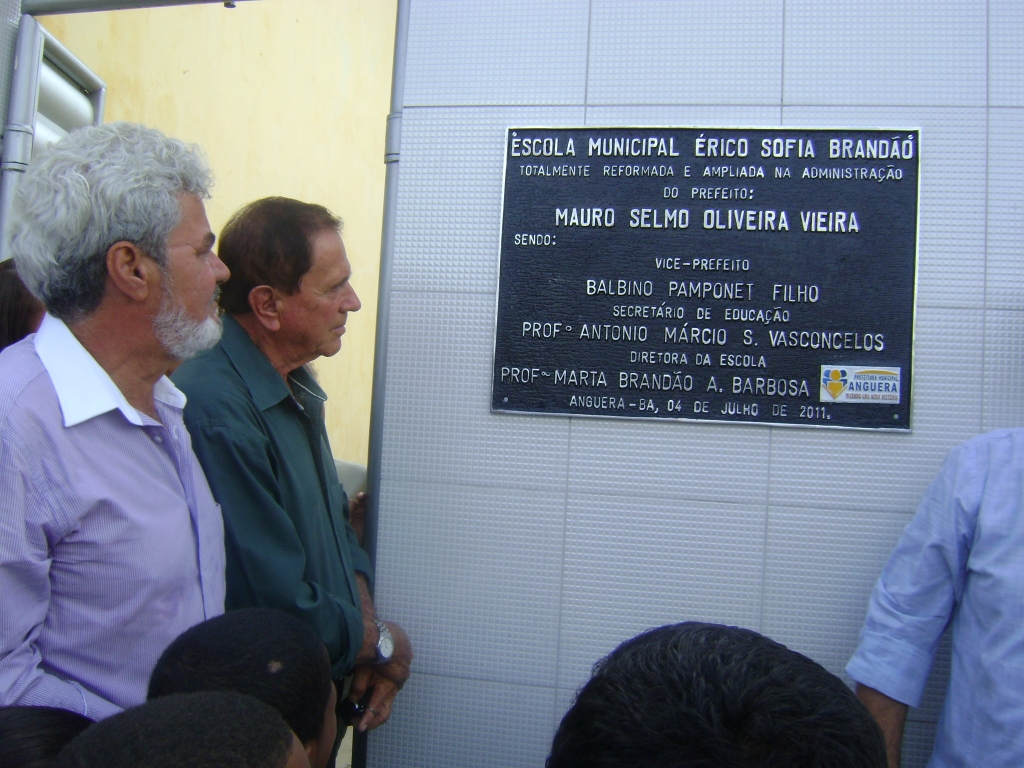 ESCOLA MUNICIPAL ÉRICO SOFIA BRANDÃO
TOTALMENTE REFORMADA E AMPLIADA NA ADMINISTRAÇÃO
DO PREFEITO:
MAURO SELMO OLIVEIRA VIEIRA
SENDO:
VICE-PREFEITO
BALBINO PAMPONET FILHO
SECRETÁRIO DE EDUCAÇÃO
PROFº ANTONIO MÁRCIO S. VASCONCELOS
DIRETORA DA ESCOLA
PROFª MARTA BRANDÃO A. BARBOSA
PREFEITURA MUNICIPAL
ANGUERA
ANGUERA-BA, 04 DE JULHO DE 2011.